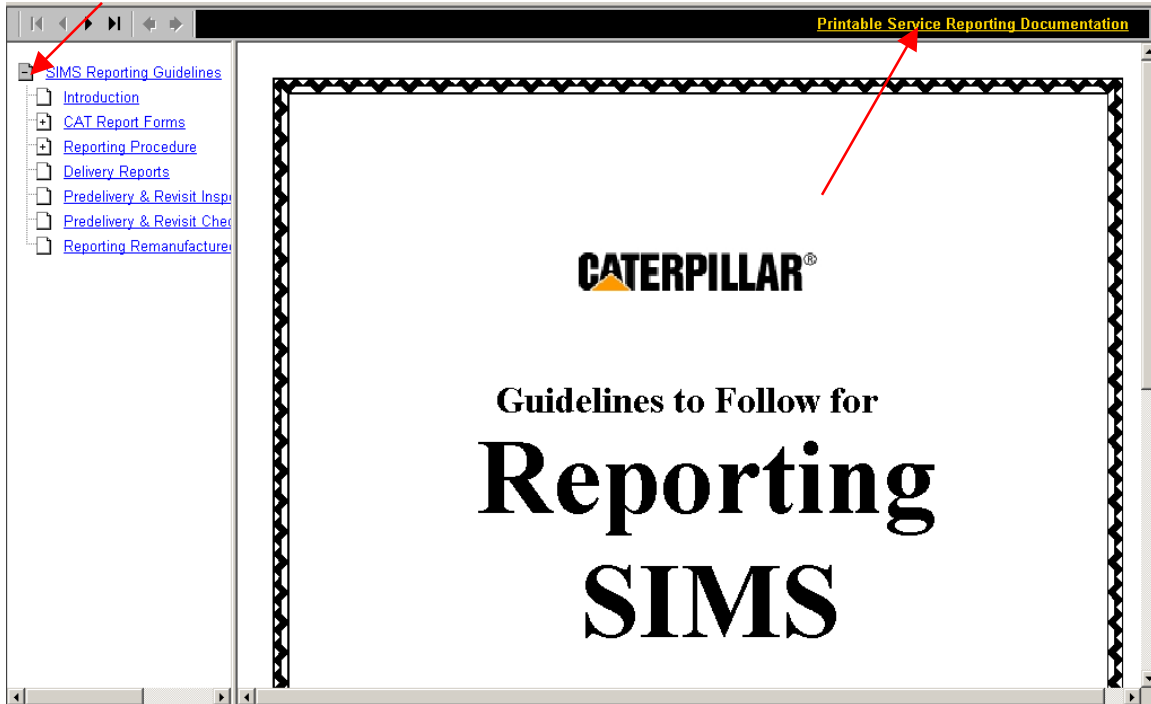 Printable Service Reporting Documentation
SIMS Reporting Guidelines
Introduction
CAT Report Forms
Reporting Procedure
Delivery Reports
Predelivery & Revisit Insp
Predelivery & Revisit Chec
Reporting Remanufacture
CATERPILLAR®
Guidelines to Follow for
Reporting
SIMS